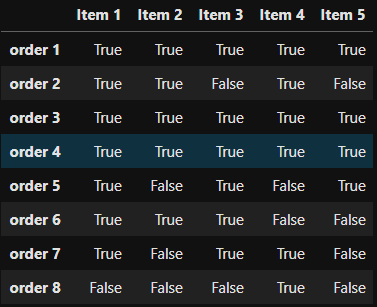 Item 1 Item 2 Item 3 Item 4 Item 5
order 1 True True True True True
order 2 True True False True False
order 3 True True True True True
order 4 True True True True True
order 5 True False True False True
order 6 True True True True False
order 7 True False True True False
order 8 False False False True False